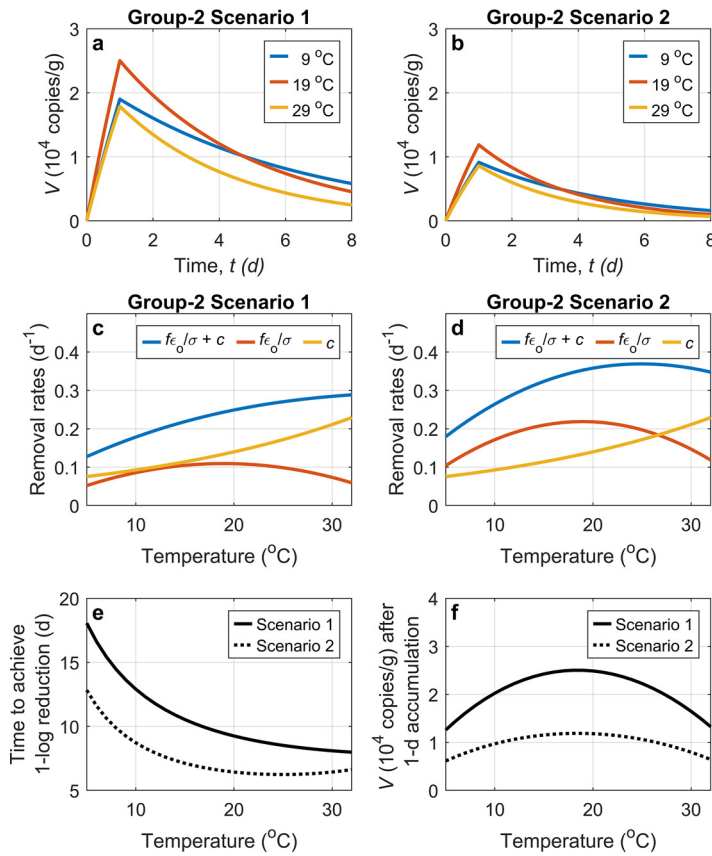 Group-2 Scenario 1
a
V (10⁴ copies/g)
3
2
1
0
9 °C
19 °C
29 °C
0 2 4 6 8
Time, t (d)
Group-2 Scenario 2
b
V (10⁴ copies/g)
3
2
1
0
9 °C
19 °C
29 °C
0 2 4 6 8
Time, t (d)
Group-2 Scenario 1
c
Removal rates (d⁻¹)
0.4
0.3
0.2
0.1
0
fϵₒ/σ + c fϵₒ/σ c
10 20 30
Temperature (°C)
Group-2 Scenario 2
d
Removal rates (d⁻¹)
0.4
0.3
0.2
0.1
0
fϵₒ/σ + c fϵₒ/σ c
10 20 30
Temperature (°C)
e
Time to achieve
1-log reduction (d)
20
15
10
5
Scenario 1
Scenario 2
10 20 30
Temperature (°C)
f
V (10⁴ copies/g) after
1-d accumulation
4
3
2
1
0
Scenario 1
Scenario 2
10 20 30
Temperature (°C)